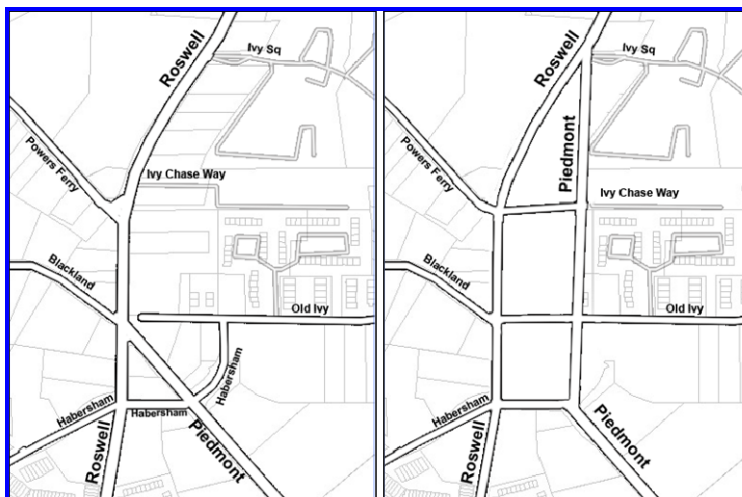 Roswell
Ivy Sq
Powers Ferry
Ivy Chase Way
Blackland
Old Ivy
Habersham
Habersham
Habersham
Roswell
Piedmont
Roswell
Ivy Sq
Piedmont
Powers Ferry
Ivy Chase Way
Blackland
Old Ivy
Habersham
Roswell
Piedmont